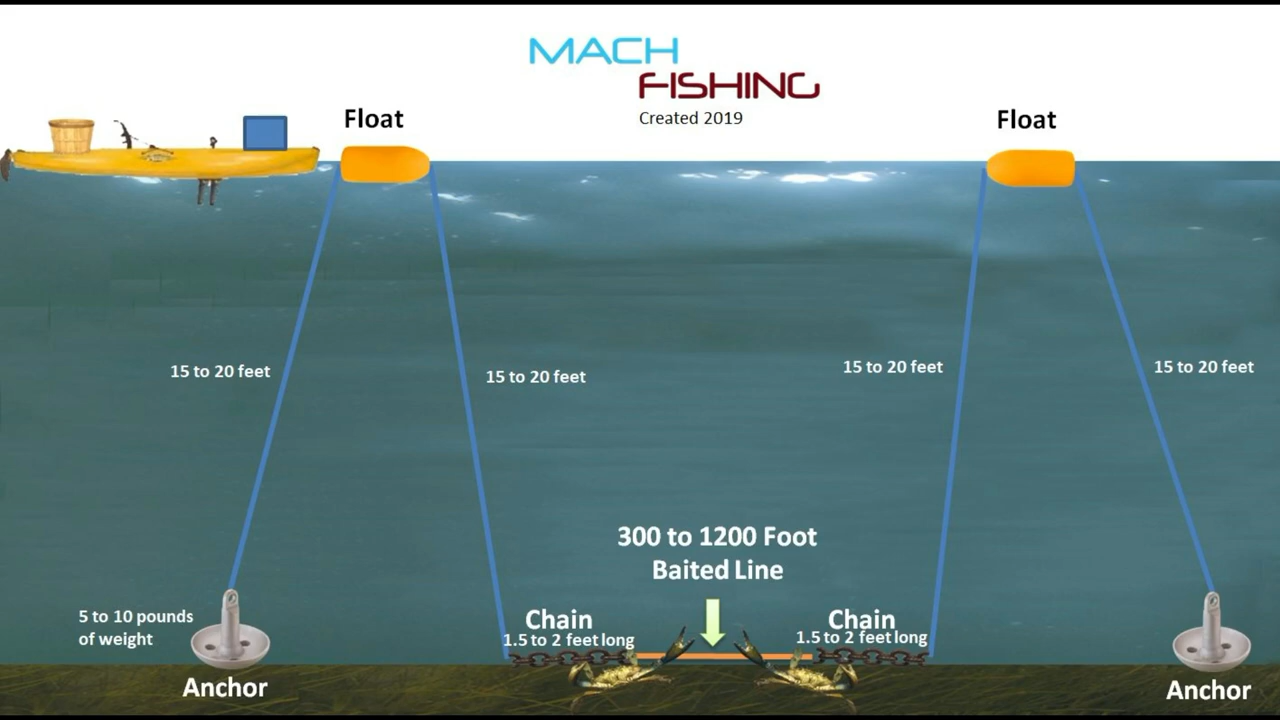 MACH
FISHING
Created 2019
Float
Float
15 to 20 feet
15 to 20 feet
15 to 20 feet
15 to 20 feet
300 to 1200 Foot
Baited Line
5 to 10 pounds
of weight
Chain
1.5 to 2 feet long
Chain
1.5 to 2 feet long
Anchor
Anchor